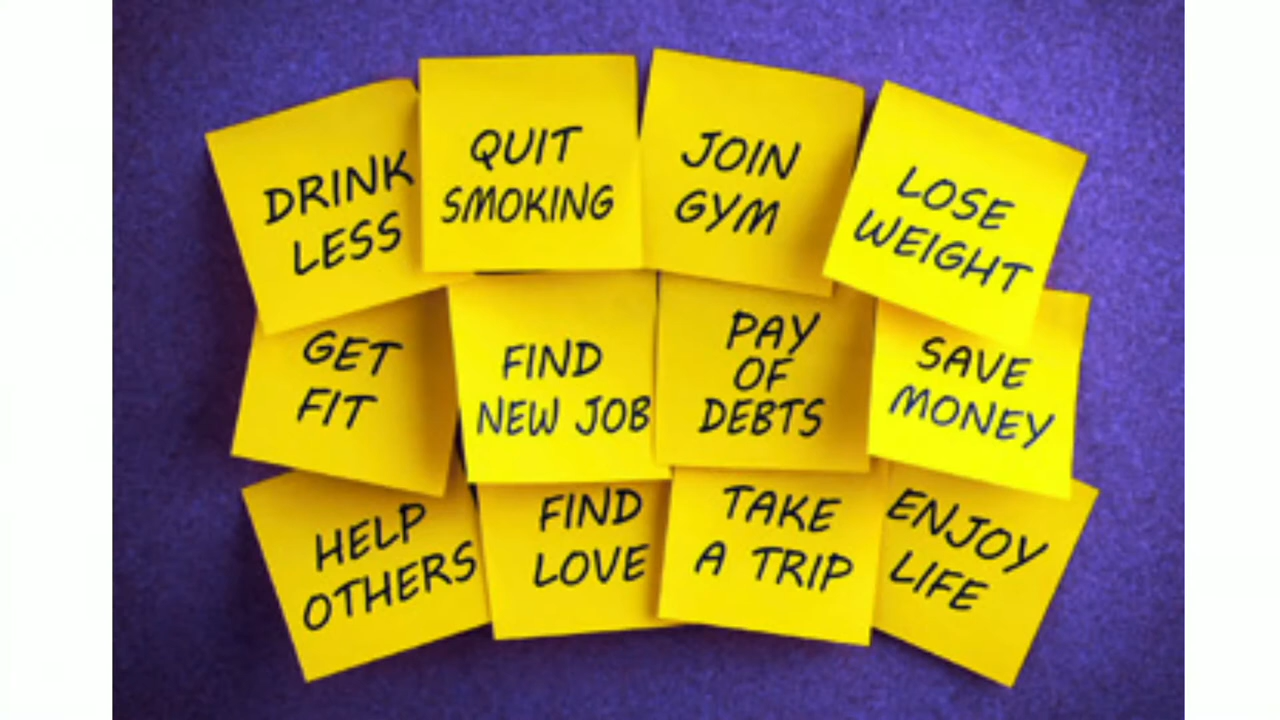 DRINK
LESS
QUIT
SMOKING
JOIN
GYM
LOSE
WEIGHT
GET
FIT
FIND
NEW JOB
PAY
OF
DEBTS
SAVE
MONEY
HELP
OTHERS
FIND
LOVE
TAKE
A TRIP
ENJOY
LIFE